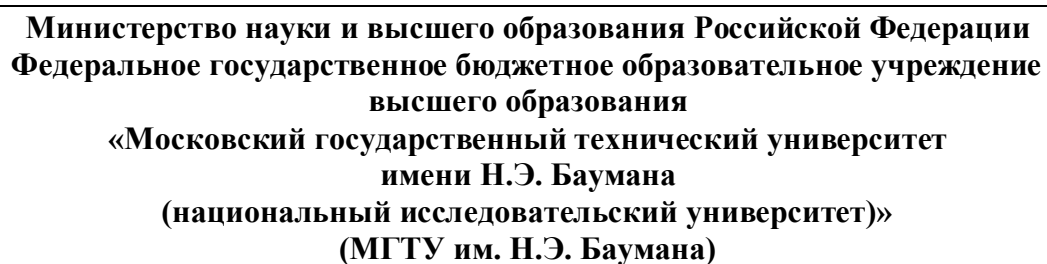 Министерство науки и высшего образования Российской Федерации
Федеральное государственное бюджетное образовательное учреждение
высшего образования
«Московский государственный технический университет
имени Н.Э. Баумана
(национальный исследовательский университет)»
(МГТУ им. Н.Э. Баумана)